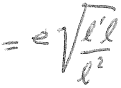 = e√(l'l / l²)